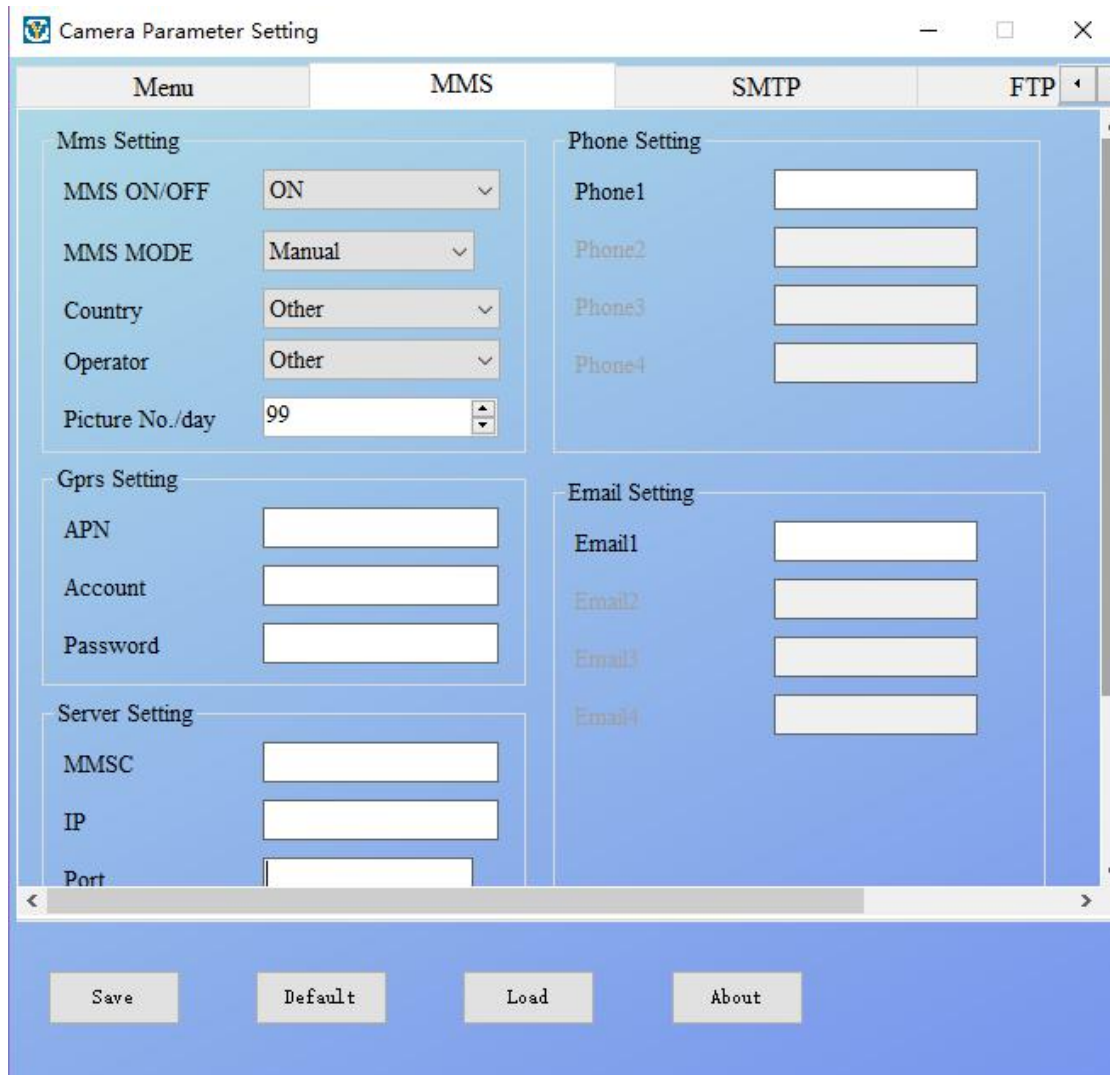 Camera Parameter Setting
Menu MMS SMTP FTP
Mms Setting
MMS ON/OFF ON
MMS MODE Manual
Country Other
Operator Other
Picture No./day 99
Gprs Setting
APN
Account
Password
Server Setting
MMSC
IP
Port
Phone Setting
Phone1
Phone2
Phone3
Phone4
Email Setting
Email1
Email2
Email3
Email4
Save Default Load About